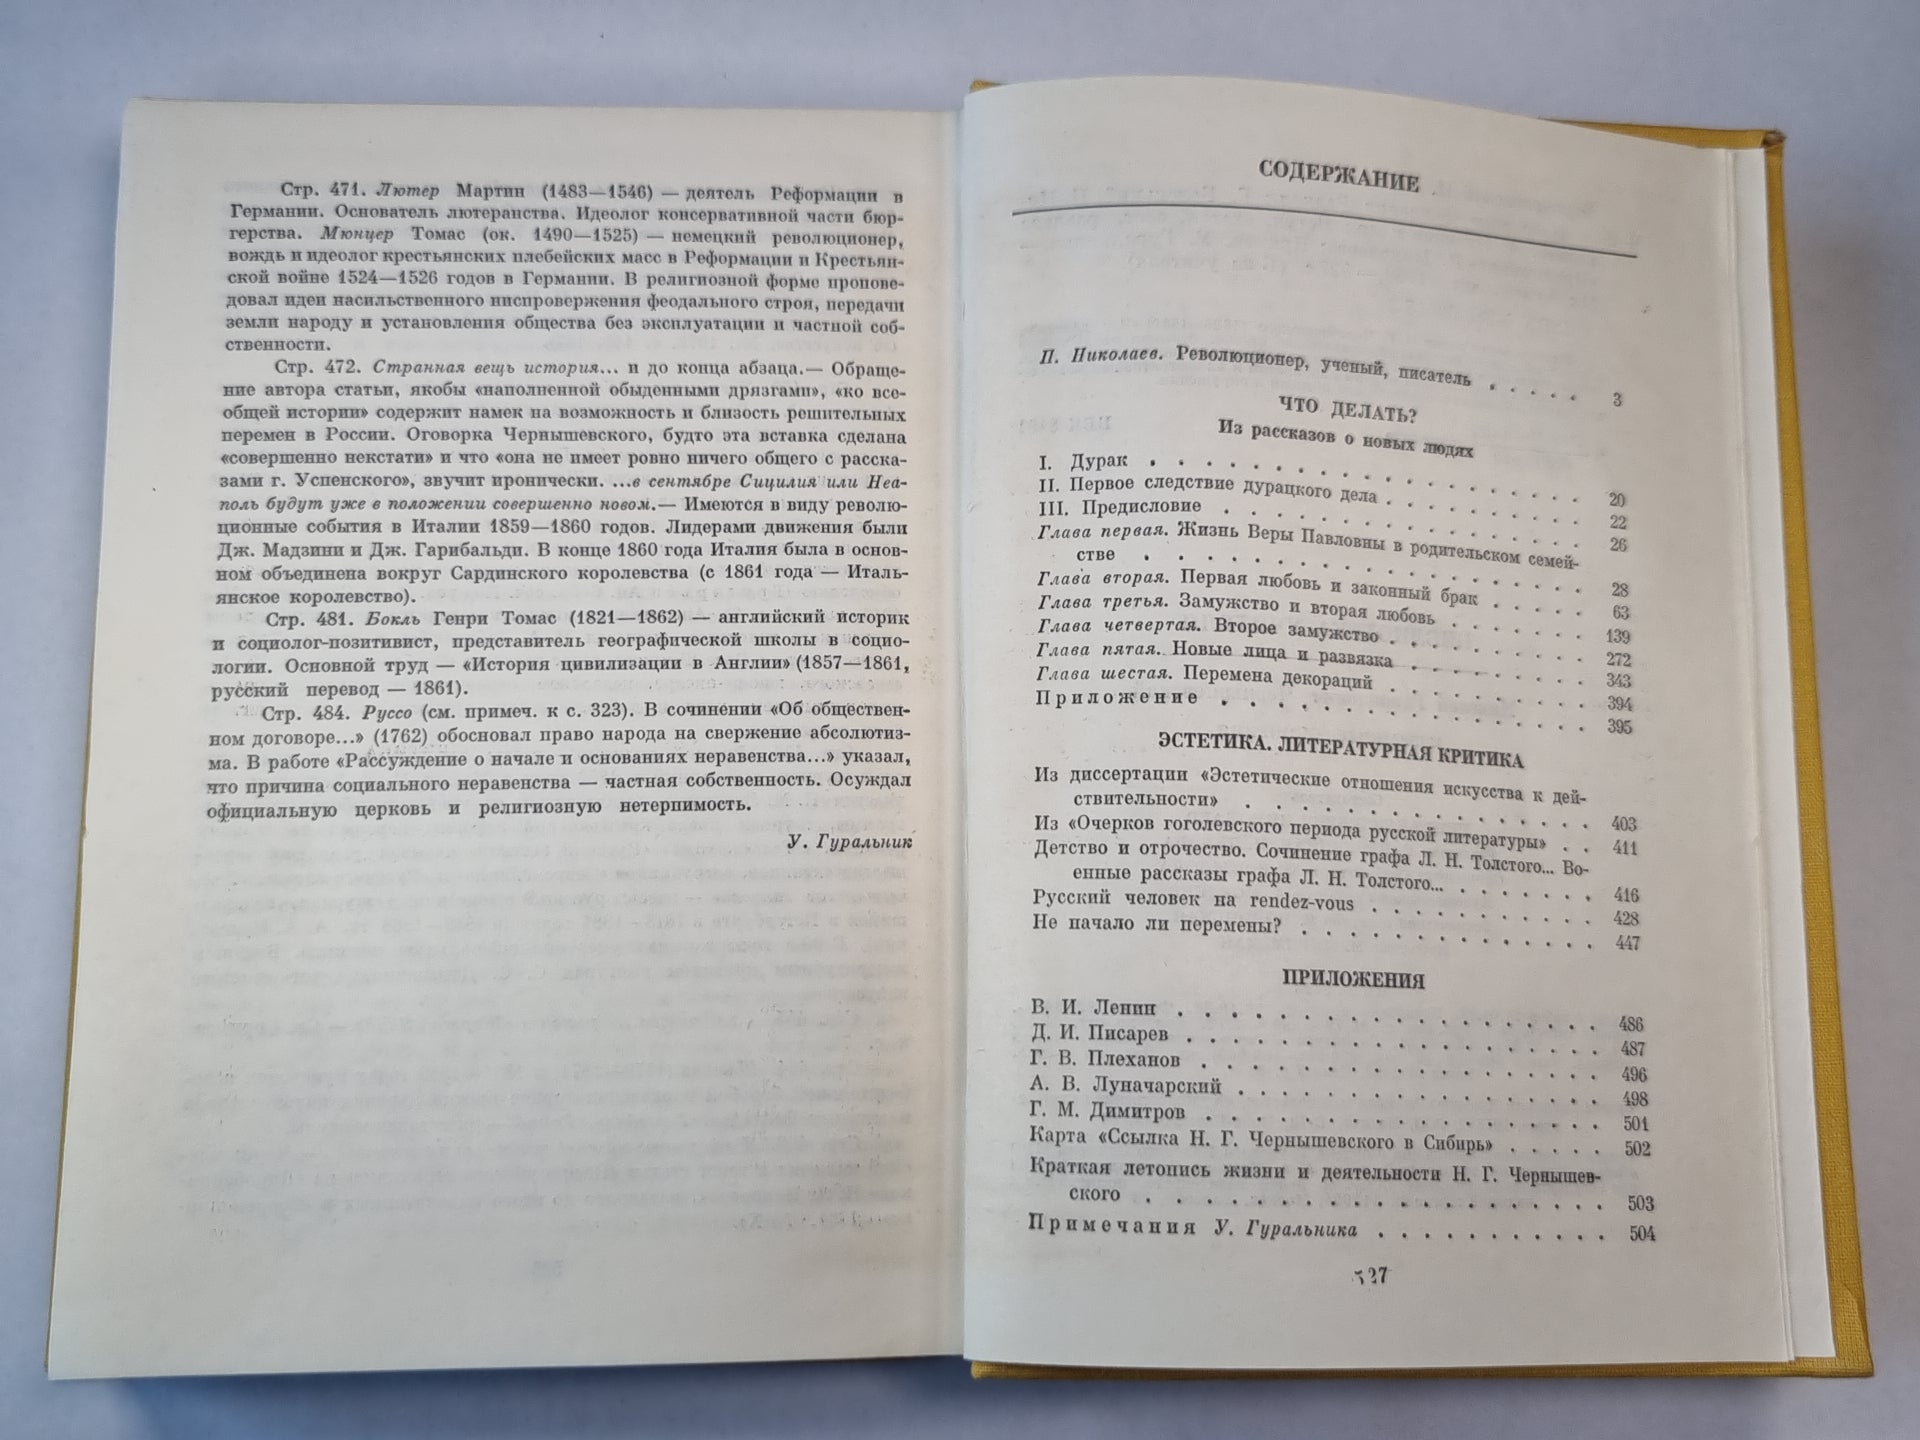 Стр. 471. Лютер Мартин (1483—1546) — деятель Реформации в
Германии. Основатель лютеранства. Идеолог консервативной части бюр-
герства. Мюнцер Томас (ок. 1490—1525) — немецкий революционер,
вождь и идеолог крестьянских плебейских масс в Реформации и Крестьян-
ской войне 1524—1526 годов в Германии. В религиозной форме пропове-
довал идеи насильственного ниспровержения феодального строя, передачи
земли народу и установления общества без эксплуатации и частной соб-
ственности.
Стр. 472. Странная вещь история... и до конца абзаца.— Обраще-
ние автора статьи, якобы «наполненной обыденными дрязгами», «ко все-
общей истории» содержит намек на возможность и близость решительных
перемен в России. Оговорка Чернышевского, будто эта вставка сделана
«совершенно некстати» и что «она не имеет ровно ничего общего с расска-
зами г. Успенского», звучит иронически. ...в сентябре Сицилия или Неа-
поль будут уже в положении совершенно новом.— Имеются в виду револю-
ционные события в Италии 1859—1860 годов. Лидерами движения были
Дж. Мадзини и Дж. Гарибальди. В конце 1860 года Италия была в основ-
ном объединена вокруг Сардинского королевства (с 1861 года — Италь-
янское королевство).
Стр. 481. Бокль Генри Томас (1821—1862) — английский историк
и социолог-позитивист, представитель географической школы в социо-
логии. Основной труд — «История цивилизации в Англии» (1857—1861,
русский перевод — 1861).
Стр. 484. Руссо (см. примеч. к с. 323). В сочинении «Об обществен-
ном договоре...» (1762) обосновал право народа на свержение абсолютиз-
ма. В работе «Рассуждение о начале и основаниях неравенства...» указал,
что причина социального неравенства — частная собственность. Осуждал
официальную церковь и религиозную нетерпимость.
У. Гуральник
СОДЕРЖАНИЕ
П. Николаев. Революционер, ученый, писатель . . . . . 3
ЧТО ДЕЛАТЬ?
Из рассказов о новых людях
I. Дурак . . . . . . . . . . . . . . . . . 20
II. Первое следствие дурацкого дела . . . . . . . . . 22
III. Предисловие . . . . . . . . . . . . . . . 26
Глава первая. Жизнь Веры Павловны в родительском семей-
стве . . . . . . . . . . . . . . . . . 28
Глава вторая. Первая любовь и законный брак . . . . . 63
Глава третья. Замужство и вторая любовь . . . . . . . 139
Глава четвертая. Второе замужство . . . . . . . . . 272
Глава пятая. Новые лица и развязка . . . . . . . . 343
Глава шестая. Перемена декораций . . . . . . . . . 394
Приложение . . . . . . . . . . . . . . . . 395
ЭСТЕТИКА. ЛИТЕРАТУРНАЯ КРИТИКА
Из диссертации «Эстетические отношения искусства к дей-
ствительности» . . . . . . . . . . . . . . 403
Из «Очерков гоголевского периода русской литературы» . . 411
Детство и отрочество. Сочинение графа Л. Н. Толстого... Во-
енные рассказы графа Л. Н. Толстого... . . . . . . 416
Русский человек на rendez-vous . . . . . . . . . . 428
Не начало ли перемены? . . . . . . . . . . . . . 447
ПРИЛОЖЕНИЯ
В. И. Ленин . . . . . . . . . . . . . . . . . . 486
Д. И. Писарев . . . . . . . . . . . . . . . . . . 487
Г. В. Плеханов . . . . . . . . . . . . . . . . . 496
А. В. Луначарский . . . . . . . . . . . . . . . . 498
Г. М. Димитров . . . . . . . . . . . . . . . . . 501
Карта «Ссылка Н. Г. Чернышевского в Сибирь» . . . . . 502
Краткая летопись жизни и деятельности Н. Г. Чернышев-
ского . . . . . . . . . . . . . . . . . . . . 503
Примечания У. Гуральника . . . . . . . . . . . 504
527